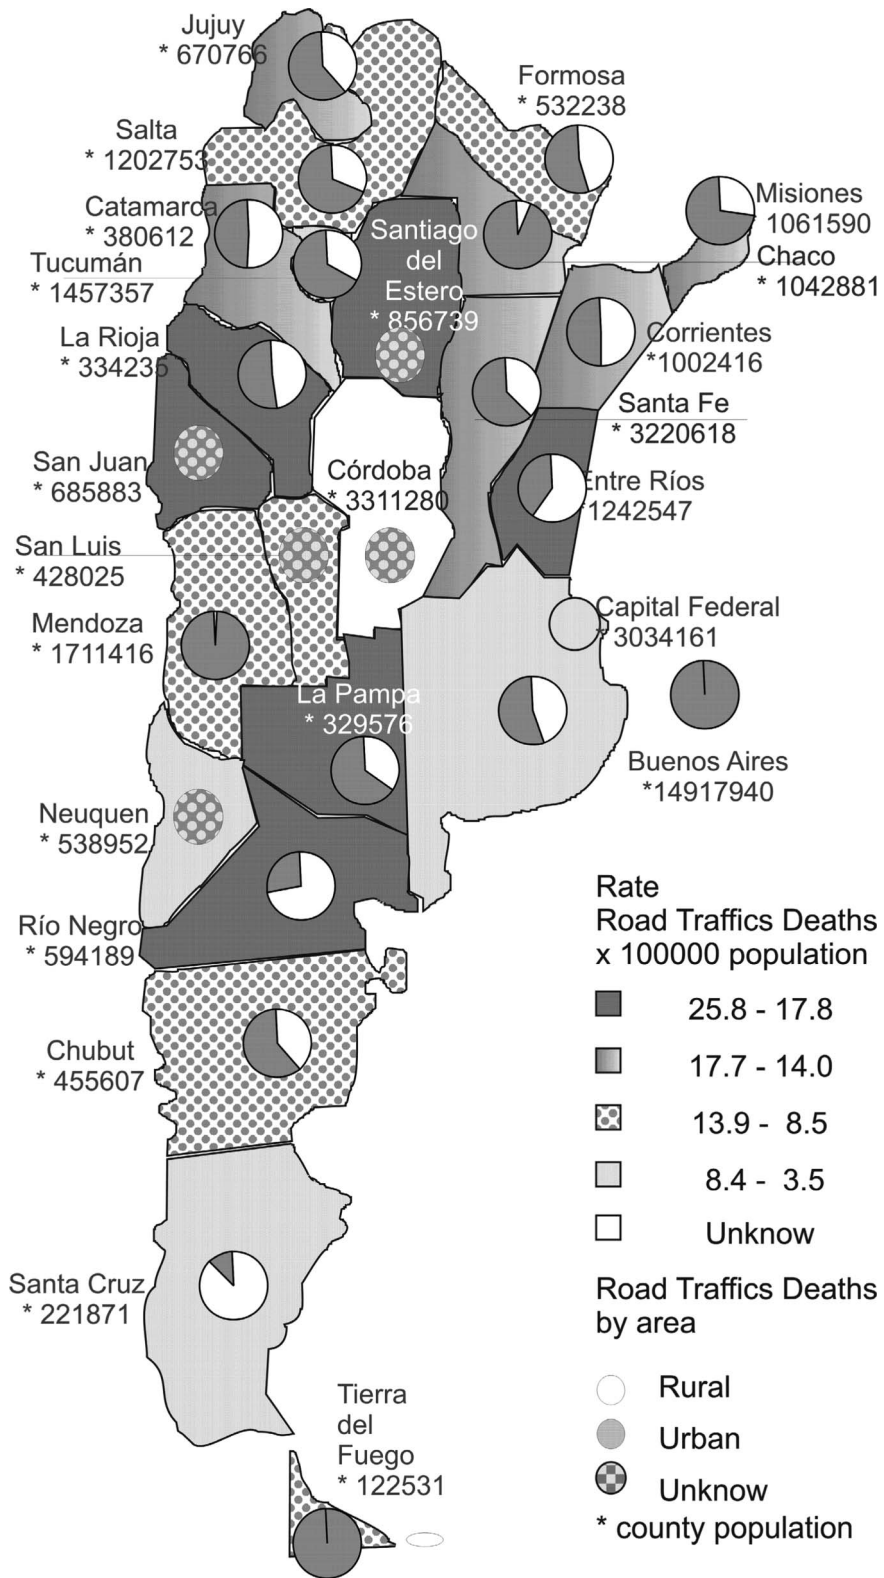 Jujuy
* 670766
Formosa
* 532238
Salta
* 1202753
Misiones
1061590
Catamarca
* 380612
Santiago
del
Estero
* 856739
Chaco
* 1042881
Tucumán
* 1457357
La Rioja
* 334235
Corrientes
*1002416
Santa Fe
* 3220618
San Juan
* 685883
Córdoba
* 3311280
Entre Ríos
*1242547
San Luis
* 428025
Capital Federal
* 3034161
Mendoza
* 1711416
La Pampa
* 329576
Buenos Aires
*14917940
Neuquen
* 538952
Río Negro
* 594189
Chubut
* 455607
Santa Cruz
* 221871
Tierra
del
Fuego
* 122531
Rate
Road Traffics Deaths
x 100000 population
25.8 - 17.8
17.7 - 14.0
13.9 - 8.5
8.4 - 3.5
Unknow
Road Traffics Deaths
by area
Rural
Urban
Unknow
* county population